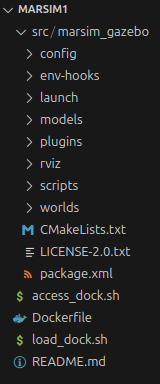 MARSIM1
src / marsim_gazebo
config
env-hooks
launch
models
plugins
rviz
scripts
worlds
CMakeLists.txt
LICENSE-2.0.txt
package.xml
access_dock.sh
Dockerfile
load_dock.sh
README.md